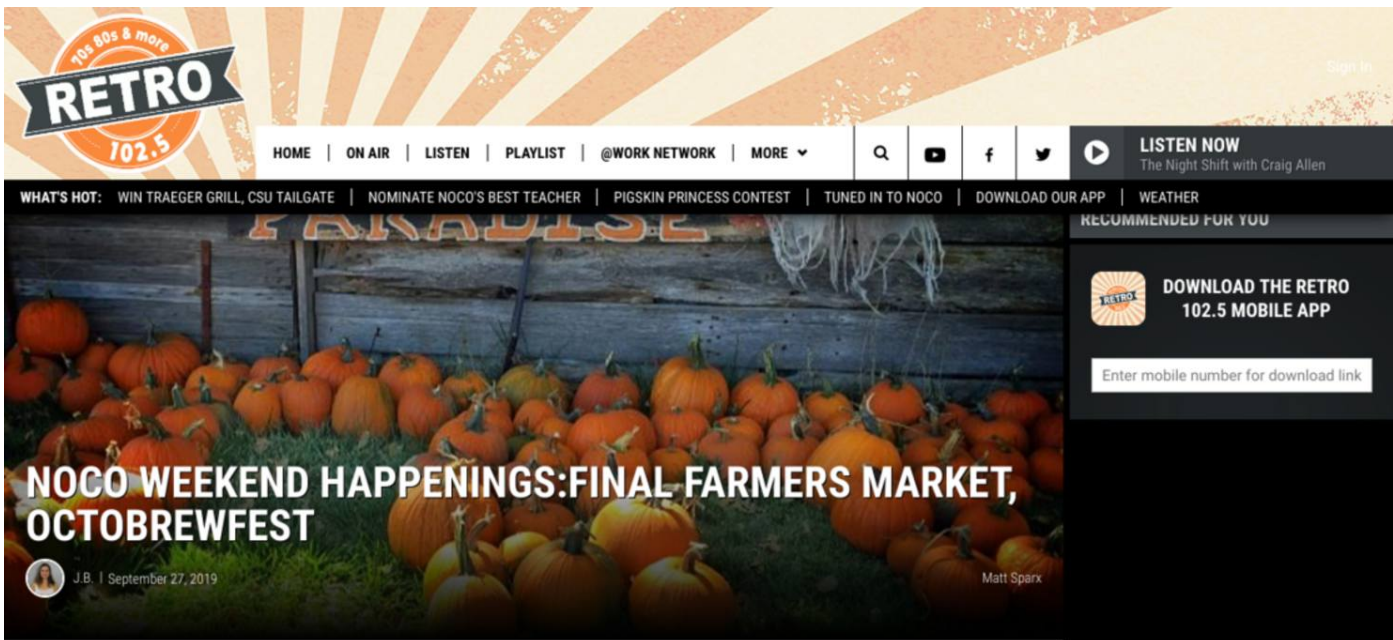 70s 80s & more
RETRO
102.5
Sign In
HOME | ON AIR | LISTEN | PLAYLIST | @WORK NETWORK | MORE
LISTEN NOW
The Night Shift with Craig Allen
WHAT'S HOT: WIN TRAEGER GRILL, CSU TAILGATE | NOMINATE NOCO'S BEST TEACHER | PIGSKIN PRINCESS CONTEST | TUNED IN TO NOCO | DOWNLOAD OUR APP | WEATHER
PARADISE
RECOMMENDED FOR YOU
RETRO
DOWNLOAD THE RETRO
102.5 MOBILE APP
Enter mobile number for download link
NOCO WEEKEND HAPPENINGS:FINAL FARMERS MARKET,
OCTOBREWFEST
J.B. | September 27, 2019
Matt Sparx